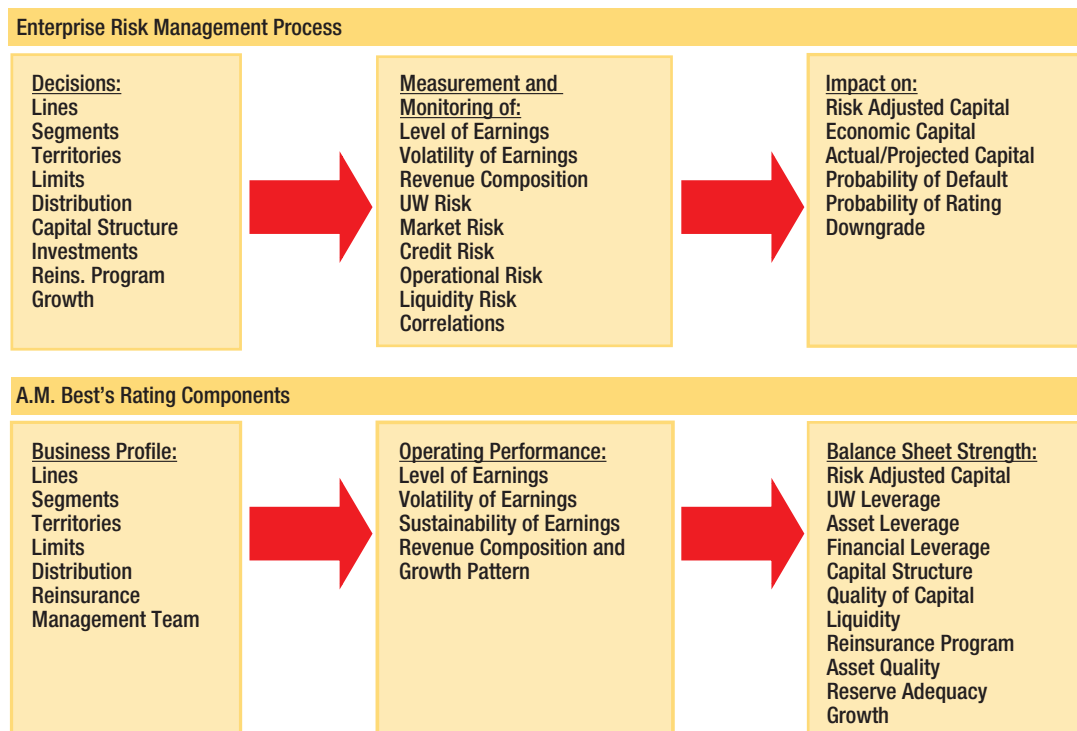 Enterprise Risk Management Process
Decisions:
Lines
Segments
Territories
Limits
Distribution
Capital Structure
Investments
Reins. Program
Growth
Measurement and
Monitoring of:
Level of Earnings
Volatility of Earnings
Revenue Composition
UW Risk
Market Risk
Credit Risk
Operational Risk
Liquidity Risk
Correlations
Impact on:
Risk Adjusted Capital
Economic Capital
Actual/Projected Capital
Probability of Default
Probability of Rating
Downgrade
A.M. Best’s Rating Components
Business Profile:
Lines
Segments
Territories
Limits
Distribution
Reinsurance
Management Team
Operating Performance:
Level of Earnings
Volatility of Earnings
Sustainability of Earnings
Revenue Composition and
Growth Pattern
Balance Sheet Strength:
Risk Adjusted Capital
UW Leverage
Asset Leverage
Financial Leverage
Capital Structure
Quality of Capital
Liquidity
Reinsurance Program
Asset Quality
Reserve Adequacy
Growth